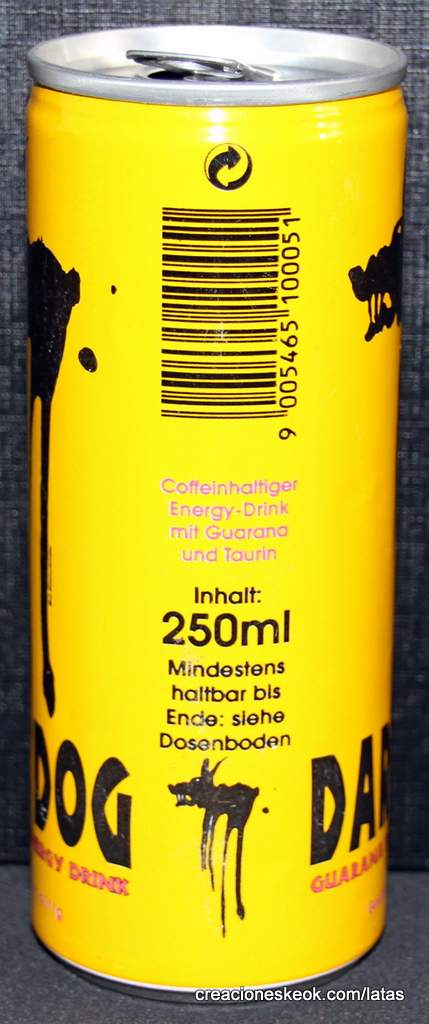 9 005465 100051
Coffeinhaltiger
Energy-Drink
mit Guarana
und Taurin
Inhalt:
250ml
Mindestens
haltbar bis
Ende: siehe
Dosenboden
DOG
DRINK
GUARANA
creacioneskeok.com/latas